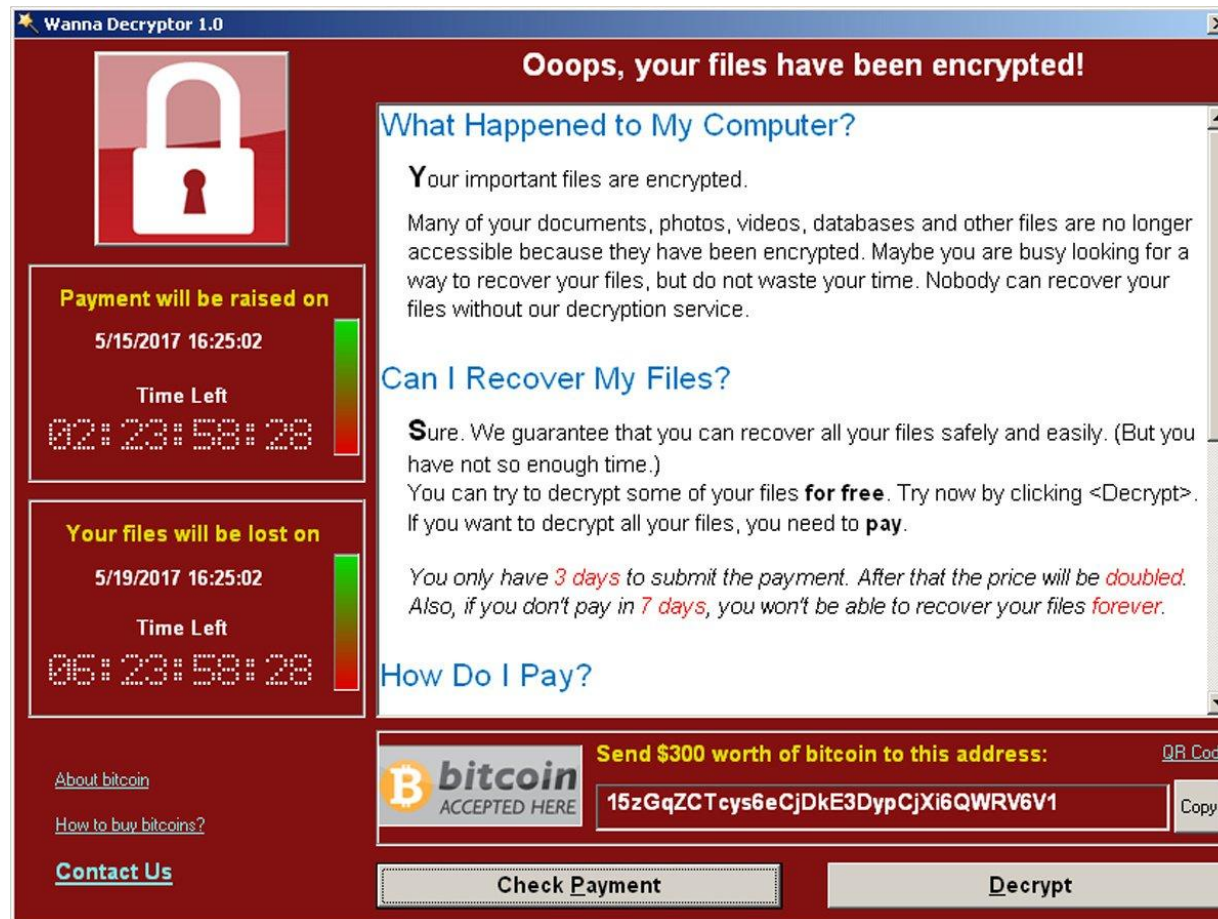 Wanna Decryptor 1.0
Ooops, your files have been encrypted!
What Happened to My Computer?
Your important files are encrypted.
Many of your documents, photos, videos, databases and other files are no longer
accessible because they have been encrypted. Maybe you are busy looking for a
way to recover your files, but do not waste your time. Nobody can recover your
files without our decryption service.
Can I Recover My Files?
Sure. We guarantee that you can recover all your files safely and easily. (But you
have not so enough time.)
You can try to decrypt some of your files for free. Try now by clicking <Decrypt>.
If you want to decrypt all your files, you need to pay.
You only have 3 days to submit the payment. After that the price will be doubled.
Also, if you don't pay in 7 days, you won't be able to recover your files forever.
How Do I Pay?
Payment will be raised on
5/15/2017 16:25:02
Time Left
02:23:58:28
Your files will be lost on
5/19/2017 16:25:02
Time Left
06:23:58:28
About bitcoin
How to buy bitcoins?
Contact Us
bitcoin
ACCEPTED HERE
Send $300 worth of bitcoin to this address:
QR Cod
15zGqZCTcys6eCjDkE3DypCjXi6QWRV6V1
Copy
Check Payment
Decrypt